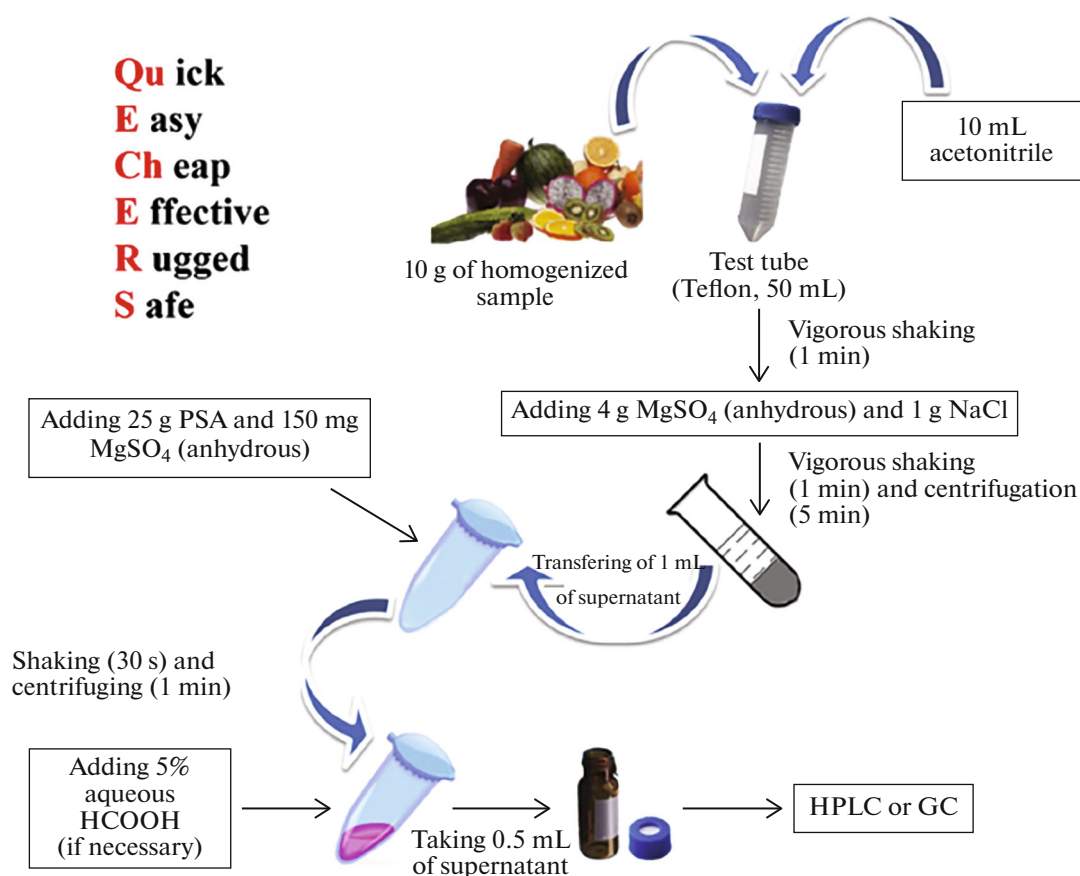 Qu ick
E asy
Ch eap
E ffective
R ugged
S afe
10 mL
acetonitrile
10 g of homogenized
sample
Test tube
(Teflon, 50 mL)
Vigorous shaking
(1 min)
Adding 4 g MgSO₄ (anhydrous) and 1 g NaCl
Adding 25 g PSA and 150 mg
MgSO₄ (anhydrous)
Vigorous shaking
(1 min) and centrifugation
(5 min)
Transfering of 1 mL
of supernatant
Shaking (30 s) and
centrifuging (1 min)
Adding 5%
aqueous
HCOOH
(if necessary)
Taking 0.5 mL
of supernatant
HPLC or GC